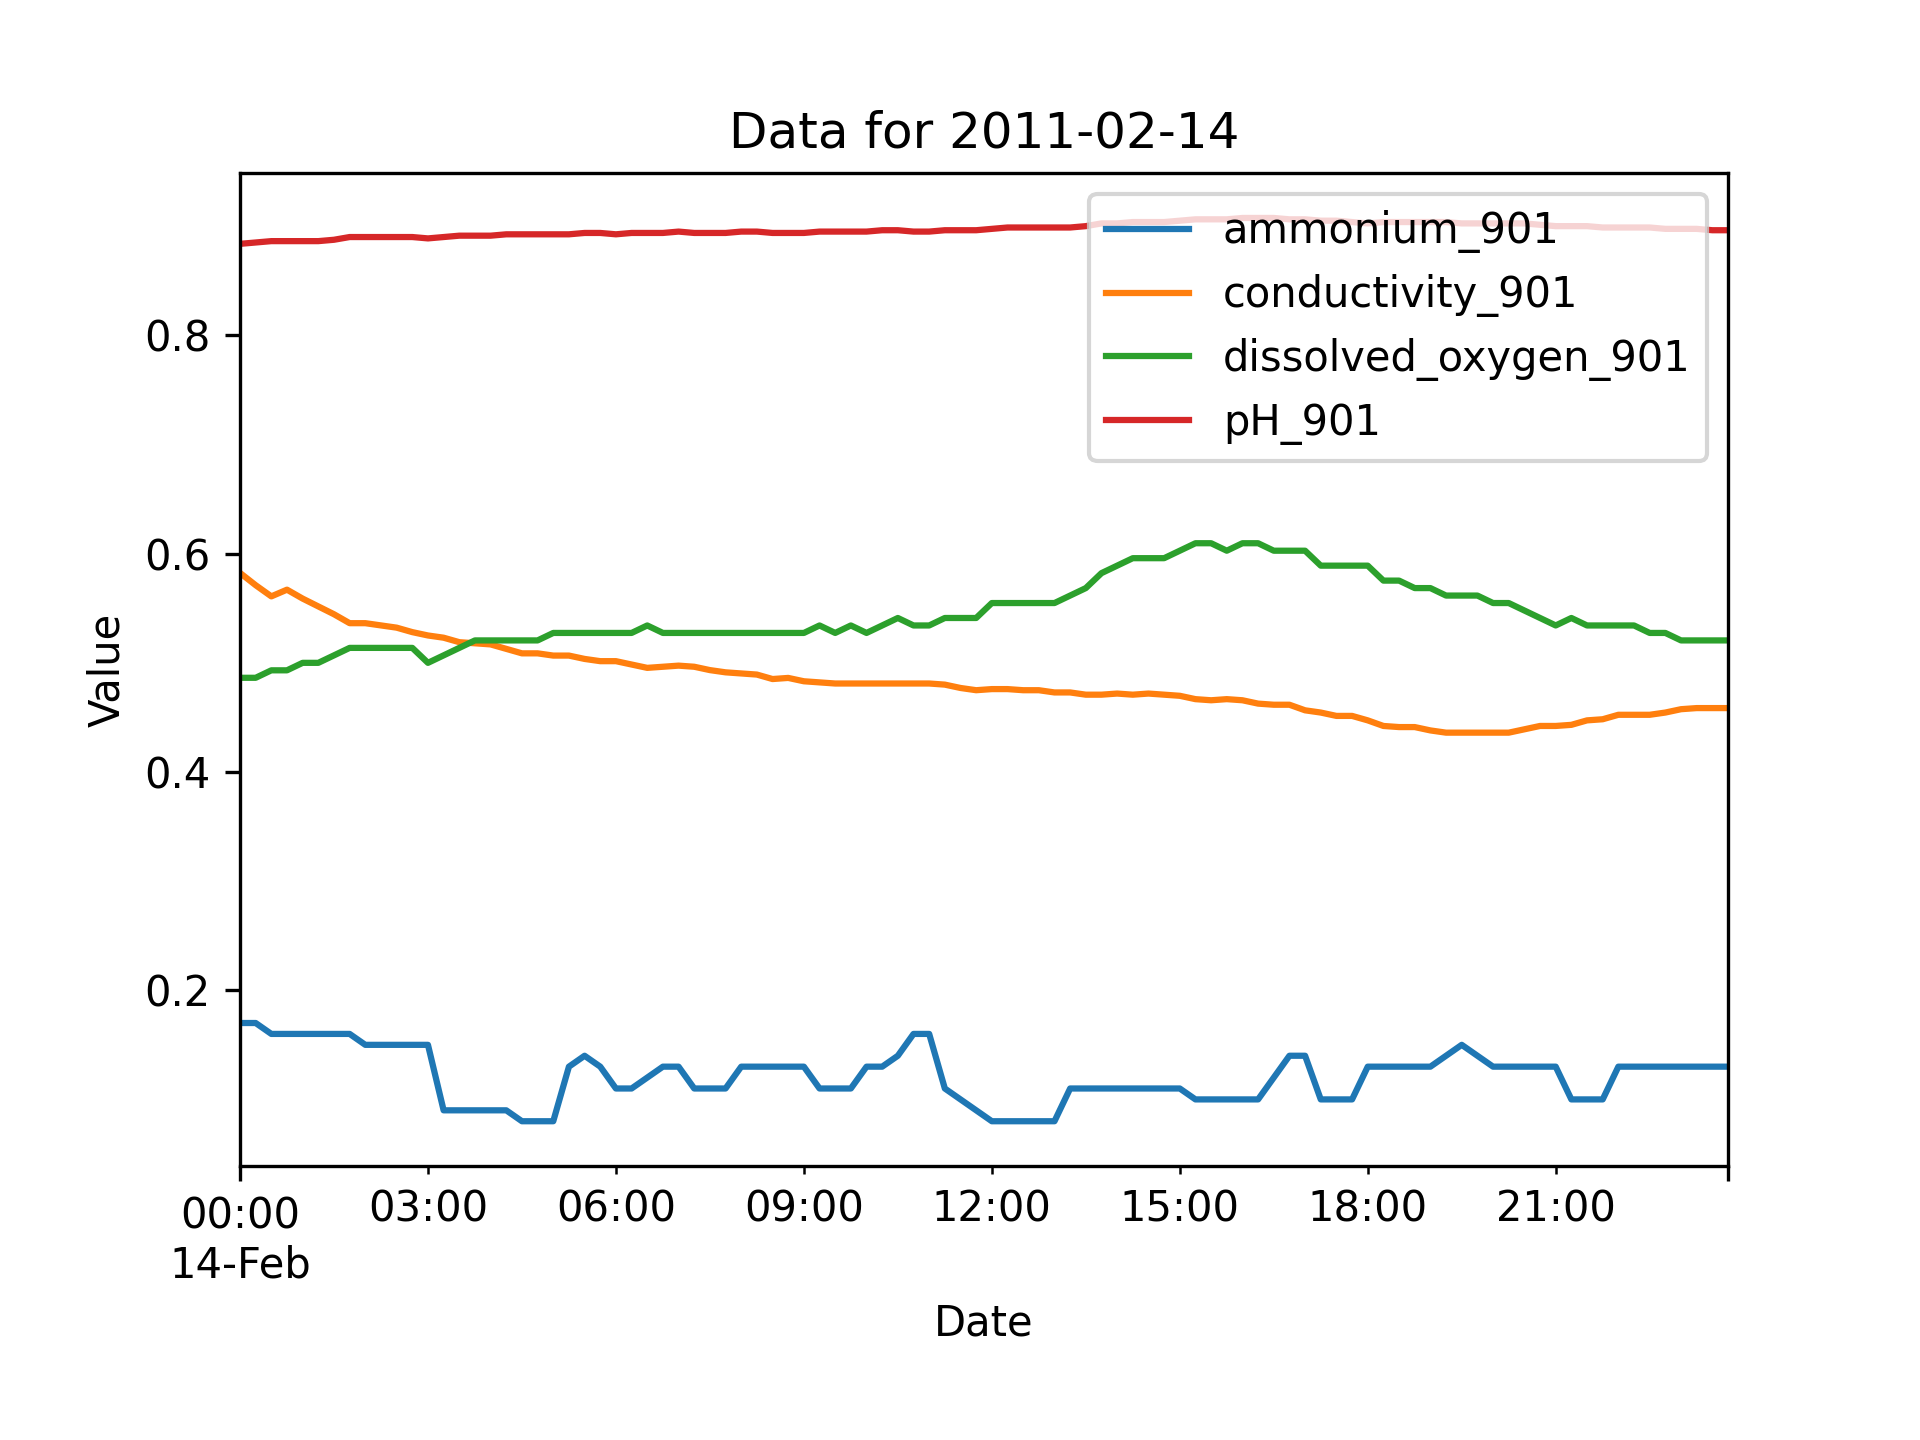 Data for 2011-02-14
ammonium_901
conductivity_901
dissolved_oxygen_901
pH_901
Value
0.8
0.6
0.4
0.2
00:00 03:00 06:00 09:00 12:00 15:00 18:00 21:00
14-Feb
Date